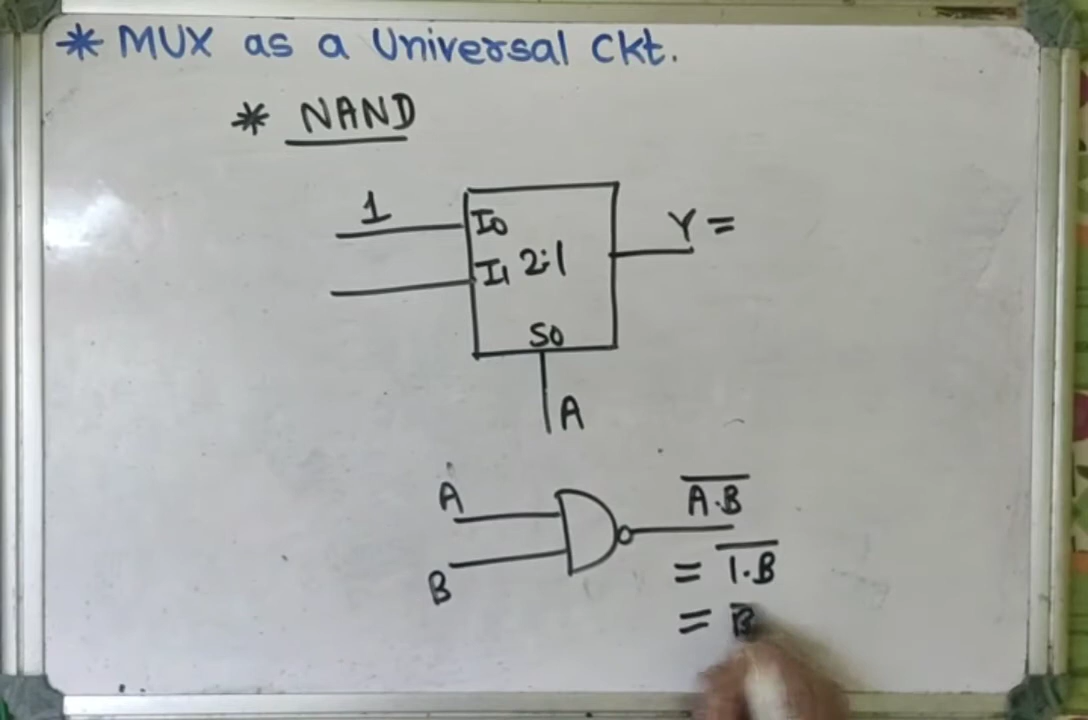 * MUX as a Universal Ckt.
* NAND
1
I0
Y =
I1 2:1
S0
A
A
A̅.̅B̅
B
= 1̅.̅B̅
=